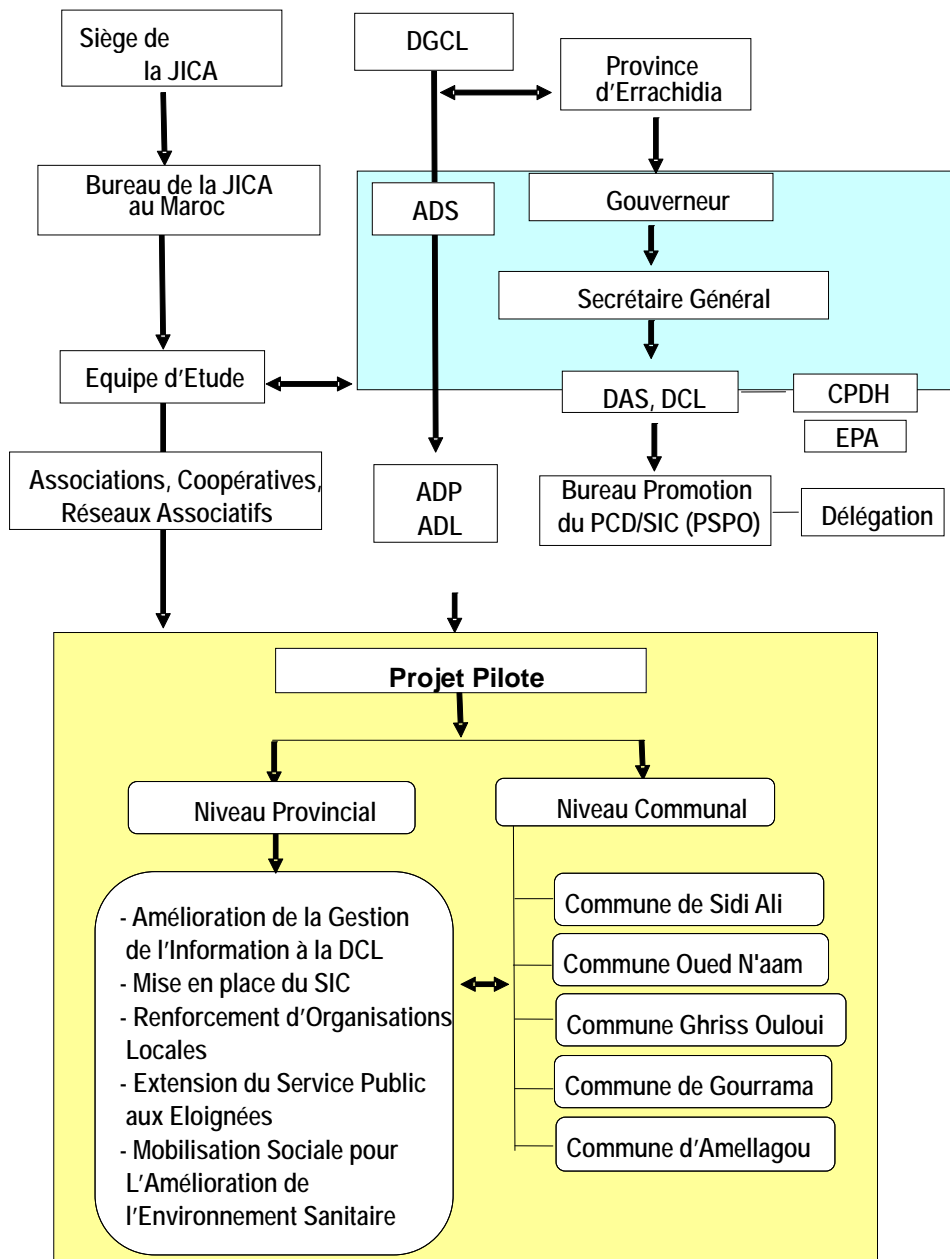 Siège de
la JICA
DGCL
Province
d'Errachidia
Bureau de la JICA
au Maroc
ADS
Gouverneur
Secrétaire Général
Equipe d'Etude
DAS, DCL
CPDH
EPA
Associations, Coopératives,
Réseaux Associatifs
ADP
ADL
Bureau Promotion
du PCD/SIC (PSPO)
Délégation
Projet Pilote
Niveau Provincial
Niveau Communal
- Amélioration de la Gestion
de l'Information à la DCL
- Mise en place du SIC
- Renforcement d'Organisations
Locales
- Extension du Service Public
aux Eloignées
- Mobilisation Sociale pour
L'Amélioration de
l'Environnement Sanitaire
Commune de Sidi Ali
Commune Oued N'aam
Commune Ghriss Ouloui
Commune de Gourrama
Commune d'Amellagou